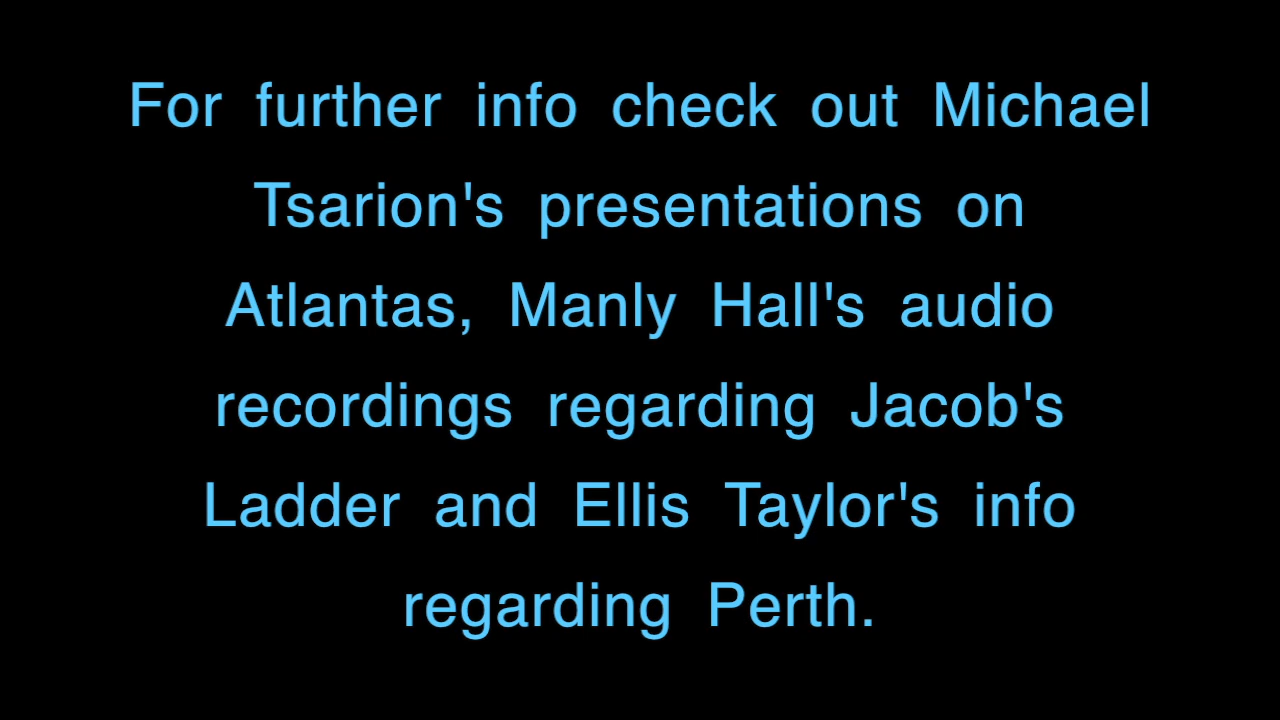 For further info check out Michael
Tsarion's presentations on
Atlantas, Manly Hall's audio
recordings regarding Jacob's
Ladder and Ellis Taylor's info
regarding Perth.